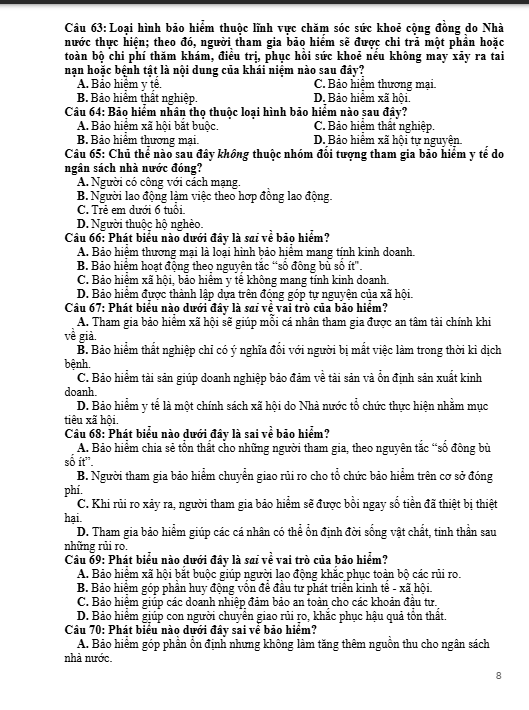 Câu 63: Loại hình bảo hiểm thuộc lĩnh vực chăm sóc sức khoẻ cộng đồng do Nhà
nước thực hiện; theo đó, người tham gia bảo hiểm sẽ được chi trả một phần hoặc
toàn bộ chi phí thăm khám, điều trị, phục hồi sức khoẻ nếu không may xảy ra tai
nạn hoặc bệnh tật là nội dung của khái niệm nào sau đây?
A. Bảo hiểm y tế. C. Bảo hiểm thương mại.
B. Bảo hiểm thất nghiệp. D. Bảo hiểm xã hội.
Câu 64: Bảo hiểm nhân thọ thuộc loại hình bảo hiểm nào sau đây?
A. Bảo hiểm xã hội bắt buộc. C. Bảo hiểm thất nghiệp.
B. Bảo hiểm thương mại. D. Bảo hiểm xã hội tự nguyện.
Câu 65: Chủ thể nào sau đây không thuộc nhóm đối tượng tham gia bảo hiểm y tế do
ngân sách nhà nước đóng?
A. Người có công với cách mạng.
B. Người lao động làm việc theo hợp đồng lao động.
C. Trẻ em dưới 6 tuổi.
D. Người thuộc hộ nghèo.
Câu 66: Phát biểu nào dưới đây là sai về bảo hiểm?
A. Bảo hiểm thương mại là loại hình bảo hiểm mang tính kinh doanh.
B. Bảo hiểm hoạt động theo nguyên tắc “số đông bù số ít".
C. Bảo hiểm xã hội, bảo hiểm y tế không mang tính kinh doanh.
D. Bảo hiểm được thành lập dựa trên đóng góp tự nguyện của xã hội.
Câu 67: Phát biểu nào dưới đây là sai về vai trò của bảo hiểm?
A. Tham gia bảo hiểm xã hội sẽ giúp mỗi cá nhân tham gia được an tâm tài chính khi
về già.
B. Bảo hiểm thất nghiệp chỉ có ý nghĩa đối với người bị mất việc làm trong thời kì dịch
bệnh.
C. Bảo hiểm tài sản giúp doanh nghiệp bảo đảm về tài sản và ổn định sản xuất kinh
doanh.
D. Bảo hiểm y tế là một chính sách xã hội do Nhà nước tổ chức thực hiện nhằm mục
tiêu xã hội.
Câu 68: Phát biểu nào dưới đây là sai về bảo hiểm?
A. Bảo hiểm chia sẻ tổn thất cho những người tham gia, theo nguyên tắc “số đông bù
số ít”.
B. Người tham gia bảo hiểm chuyển giao rủi ro cho tổ chức bảo hiểm trên cơ sở đóng
phí.
C. Khi rủi ro xảy ra, người tham gia bảo hiểm sẽ được bồi ngay số tiền đã thiệt bị thiệt
hại.
D. Tham gia bảo hiểm giúp các cá nhân có thể ổn định đời sống vật chất, tinh thần sau
những rủi ro.
Câu 69: Phát biểu nào dưới đây là sai về vai trò của bảo hiểm?
A. Bảo hiểm xã hội bắt buộc giúp người lao động khắc phục toàn bộ các rủi ro.
B. Bảo hiểm góp phần huy động vốn để đầu tư phát triển kinh tế - xã hội.
C. Bảo hiểm giúp các doanh nhiệp đảm bảo an toàn cho các khoản đầu tư.
D. Bảo hiểm giúp con người chuyển giao rủi ro, khắc phục hậu quả tổn thất.
Câu 70: Phát biểu nào dưới đây sai về bảo hiểm?
A. Bảo hiểm góp phần ổn định nhưng không làm tăng thêm nguồn thu cho ngân sách
nhà nước.
8